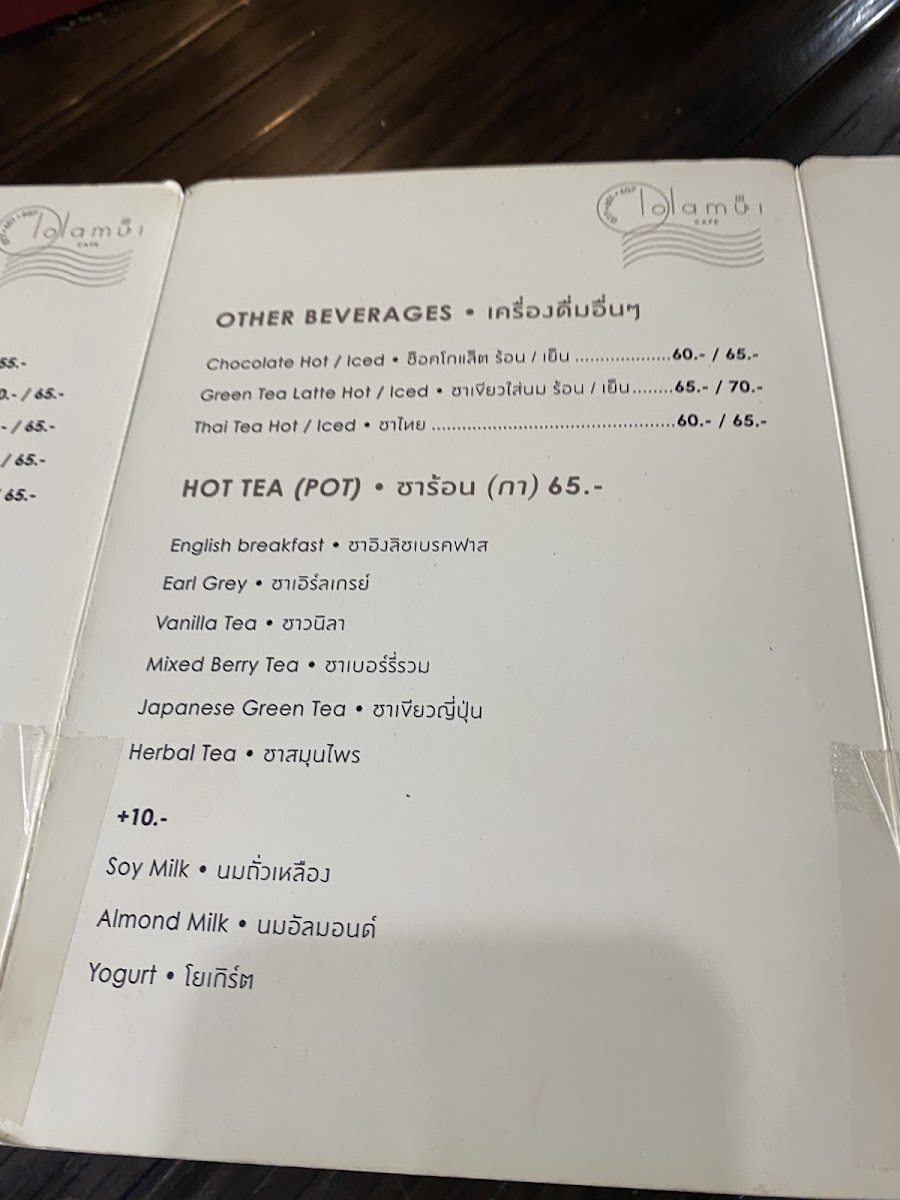 55.-
0.- / 65.-
- / 65.-
/ 65.-
65.-
CAFE
CAFE
OTHER BEVERAGES • เครื่องดื่มอื่นๆ
Chocolate Hot / Iced • ช็อคโกแล็ต ร้อน / เย็น ...................60.- / 65.-
Green Tea Latte Hot / Iced • ชาเขียวใส่นม ร้อน / เย็น........65.- / 70.-
Thai Tea Hot / Iced • ชาไทย ..............................................60.- / 65.-
HOT TEA (POT) • ชาร้อน (กา) 65.-
English breakfast • ชาอิงลิชเบรคฟาส
Earl Grey • ชาเอิร์ลเกรย์
Vanilla Tea • ชาวนิลา
Mixed Berry Tea • ชาเบอร์รี่รวม
Japanese Green Tea • ชาเขียวญี่ปุ่น
Herbal Tea • ชาสมุนไพร
+10.-
Soy Milk • นมถั่วเหลือง
Almond Milk • นมอัลมอนด์
Yogurt • โยเกิร์ต